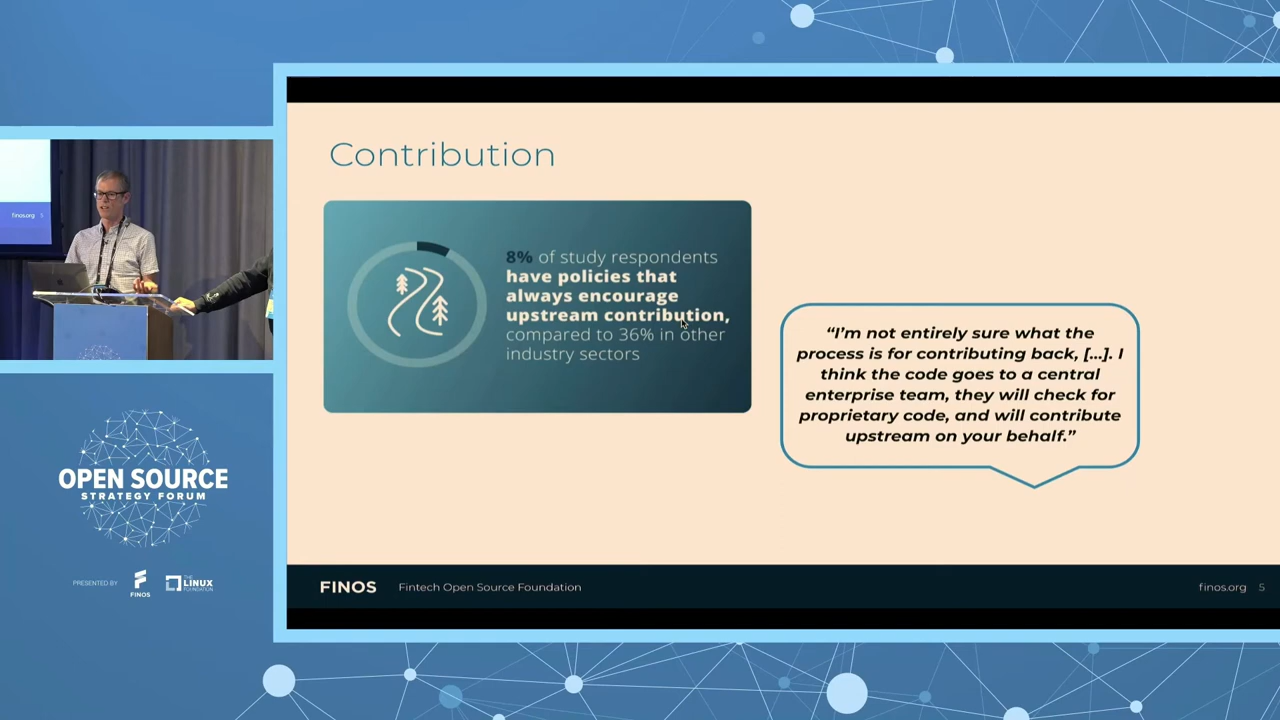 Contribution
8% of study respondents
have policies that
always encourage
upstream contribution,
compared to 36% in other
industry sectors
“I’m not entirely sure what the
process is for contributing back, [...]. I
think the code goes to a central
enterprise team, they will check for
proprietary code, and will contribute
upstream on your behalf.”
FINOS Fintech Open Source Foundation
finos.org 5
finos.org 5
OPEN SOURCE
STRATEGY FORUM
PRESENTED BY
FINOS
THE
LINUX
FOUNDATION